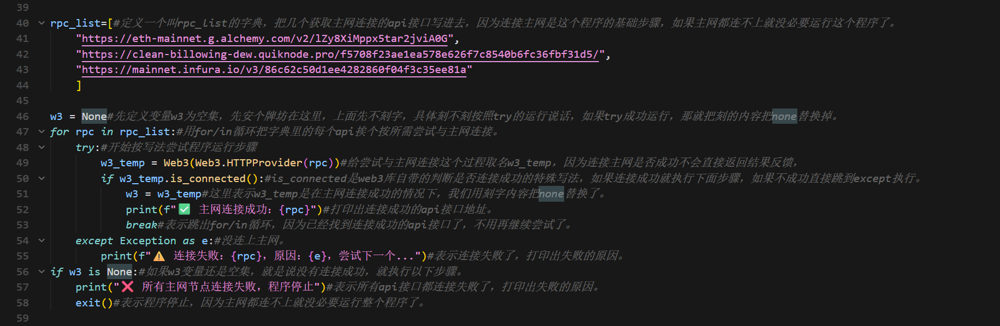 39
40 rpc_list=[#定义一个叫rpc_list的字典，把几个获取主网连接的api接口写进去，因为连接主网是这个程序的基础步骤，如果主网都连不上就没必要运行这个程序了。
41 "https://eth-mainnet.g.alchemy.com/v2/lZy8XiMppx5tar2jviA0G",
42 "https://clean-billowing-dew.quiknode.pro/f5708f23ae1ea578e626f7c8540b6fc36fbf31d5/",
43 "https://mainnet.infura.io/v3/86c62c50d1ee4282860f04f3c35ee81a"
44 ]
45
46 w3 = None#先定义变量w3为空集，先安个牌坊在这里，上面先不刻字，具体刻不刻按照try的运行说话，如果try成功运行，那就把刻的内容把none替换掉。
47 for rpc in rpc_list:#用for/in循环把字典里的每个api挨个按所需尝试与主网连接。
48 try:#开始按写法尝试程序运行步骤
49 w3_temp = Web3(Web3.HTTPProvider(rpc))#给尝试与主网连接这个过程取名w3_temp，因为连接主网是否成功不会直接返回结果反馈，
50 if w3_temp.is_connected():#is_connected是web3库自带的判断是否连接成功的特殊写法，如果连接成功就执行下面步骤，如果不成功直接跳到except执行。
51 w3 = w3_temp#这里表示w3_temp是在主网连接成功的情况下，我们用刻字内容把none替换了。
52 print(f"✅ 主网连接成功：{rpc}")#打印出连接成功的api接口地址。
53 break#表示跳出for/in循环，因为已经找到连接成功的api接口了，不用再继续尝试了。
54 except Exception as e:#没连上主网。
55 print(f"⚠️ 连接失败：{rpc}，原因：{e}，尝试下一个...")#表示连接失败了，打印出失败的原因。
56 if w3 is None:#如果w3变量还是空集，就是说没有连接成功，就执行以下步骤。
57 print("❌ 所有主网节点连接失败，程序停止")#表示所有api接口都连接失败了，打印出失败的原因。
58 exit()#表示程序停止，因为主网都连不上就没必要运行整个程序了。
59